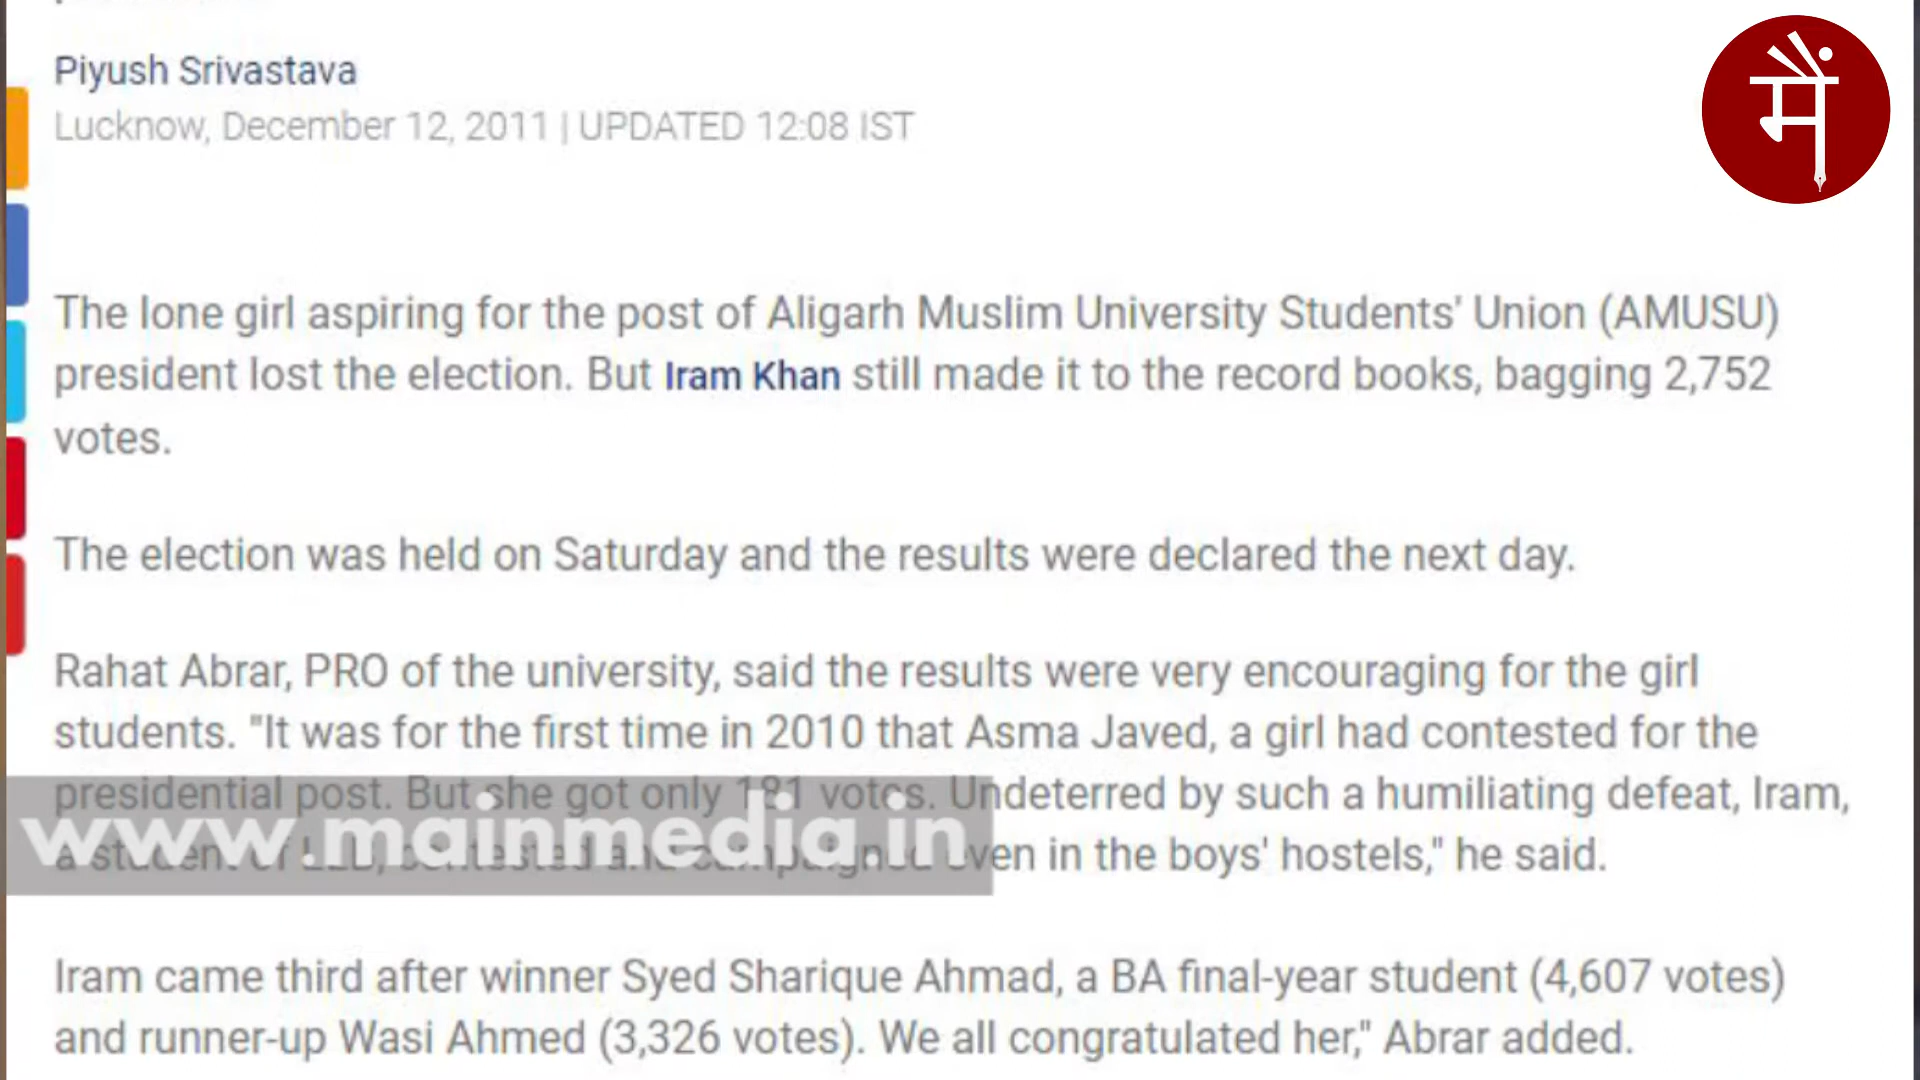 Piyush Srivastava
Lucknow, December 12, 2011 | UPDATED 12:08 IST
में
The lone girl aspiring for the post of Aligarh Muslim University Students' Union (AMUSU)
president lost the election. But Iram Khan still made it to the record books, bagging 2,752
votes.
The election was held on Saturday and the results were declared the next day.
Rahat Abrar, PRO of the university, said the results were very encouraging for the girl
students. "It was for the first time in 2010 that Asma Javed, a girl had contested for the
presidential post. But she got only 181 votes. Undeterred by such a humiliating defeat, Iram,
a student of LLB, contested and campaigned even in the boys' hostels," he said.
www.mainmedia.in
Iram came third after winner Syed Sharique Ahmad, a BA final-year student (4,607 votes)
and runner-up Wasi Ahmed (3,326 votes). We all congratulated her," Abrar added.